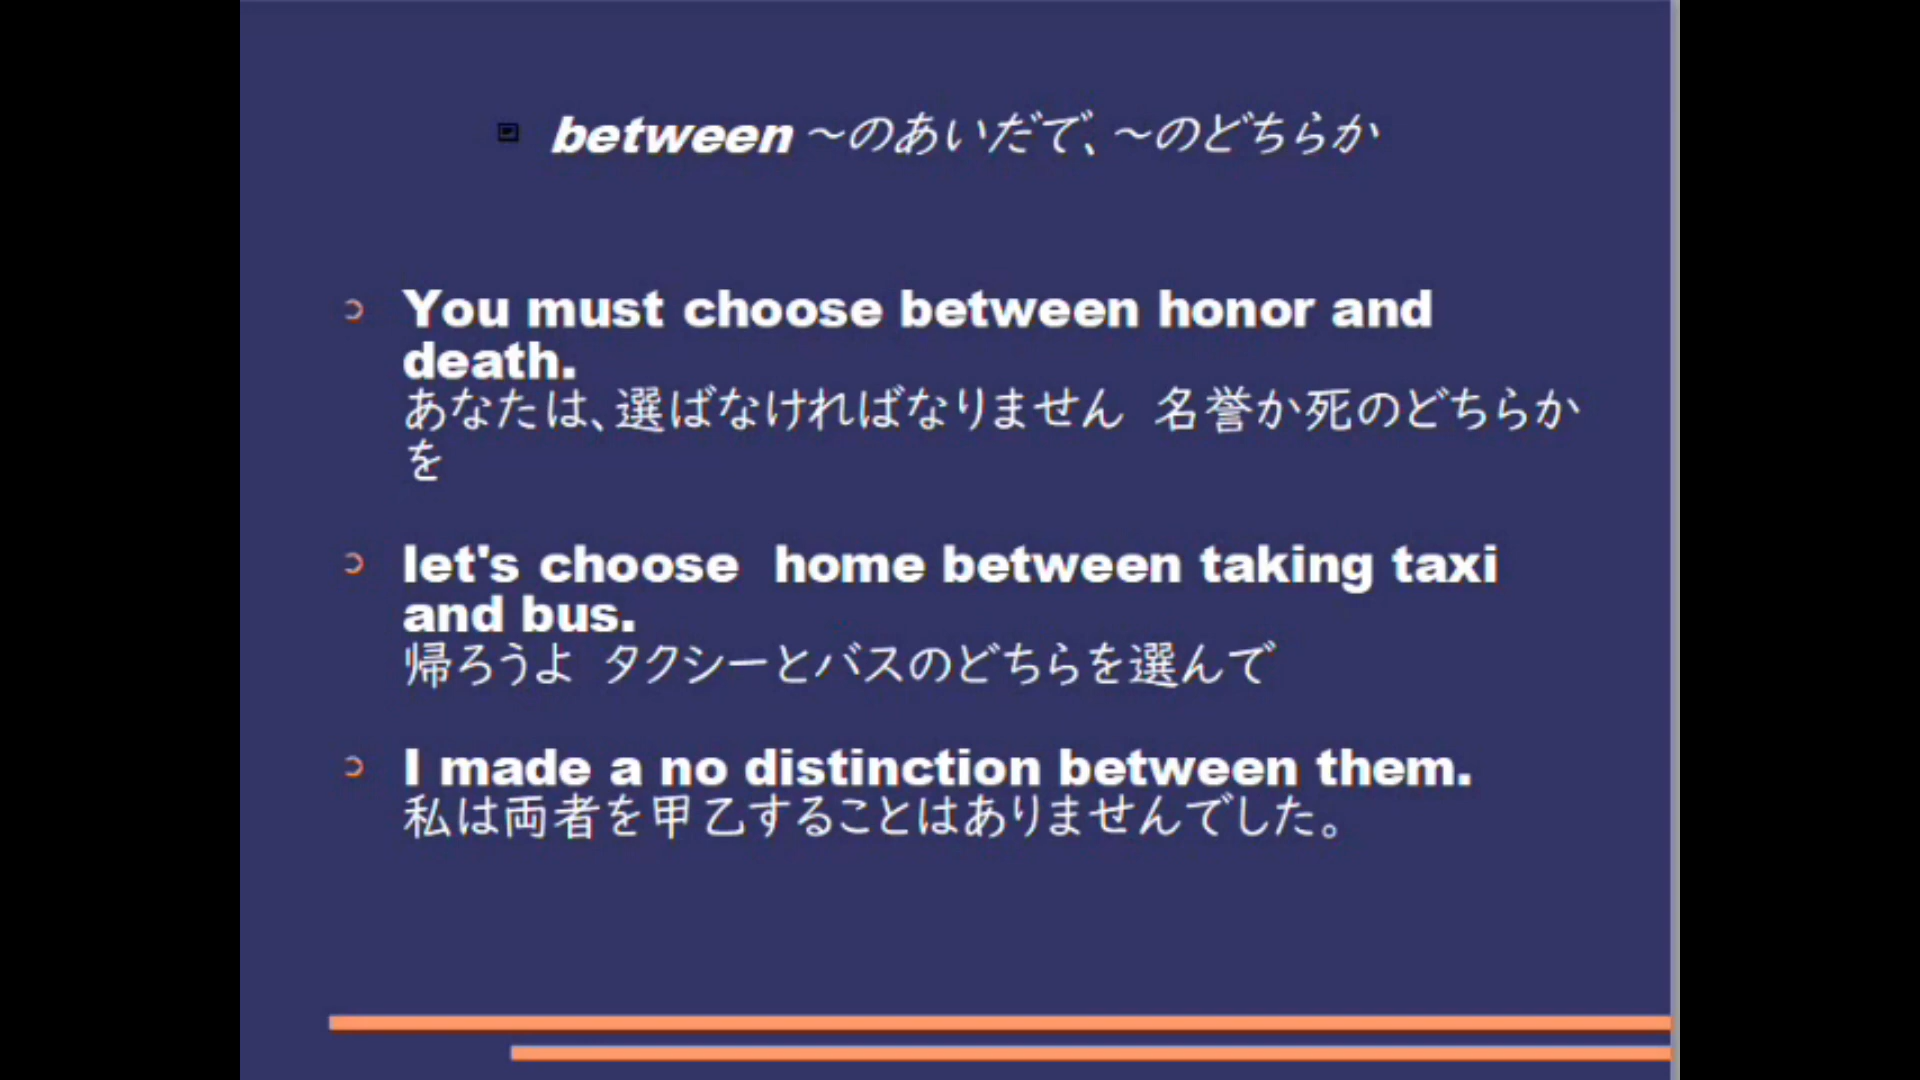 between ～のあいだで、～のどちらか
You must choose between honor and
death.
あなたは、選ばなければなりません 名誉か死のどちらか
を
let's choose  home between taking taxi
and bus.
帰ろうよ タクシーとバスのどちらを選んで
I made a no distinction between them.
私は両者を甲乙することはありませんでした。